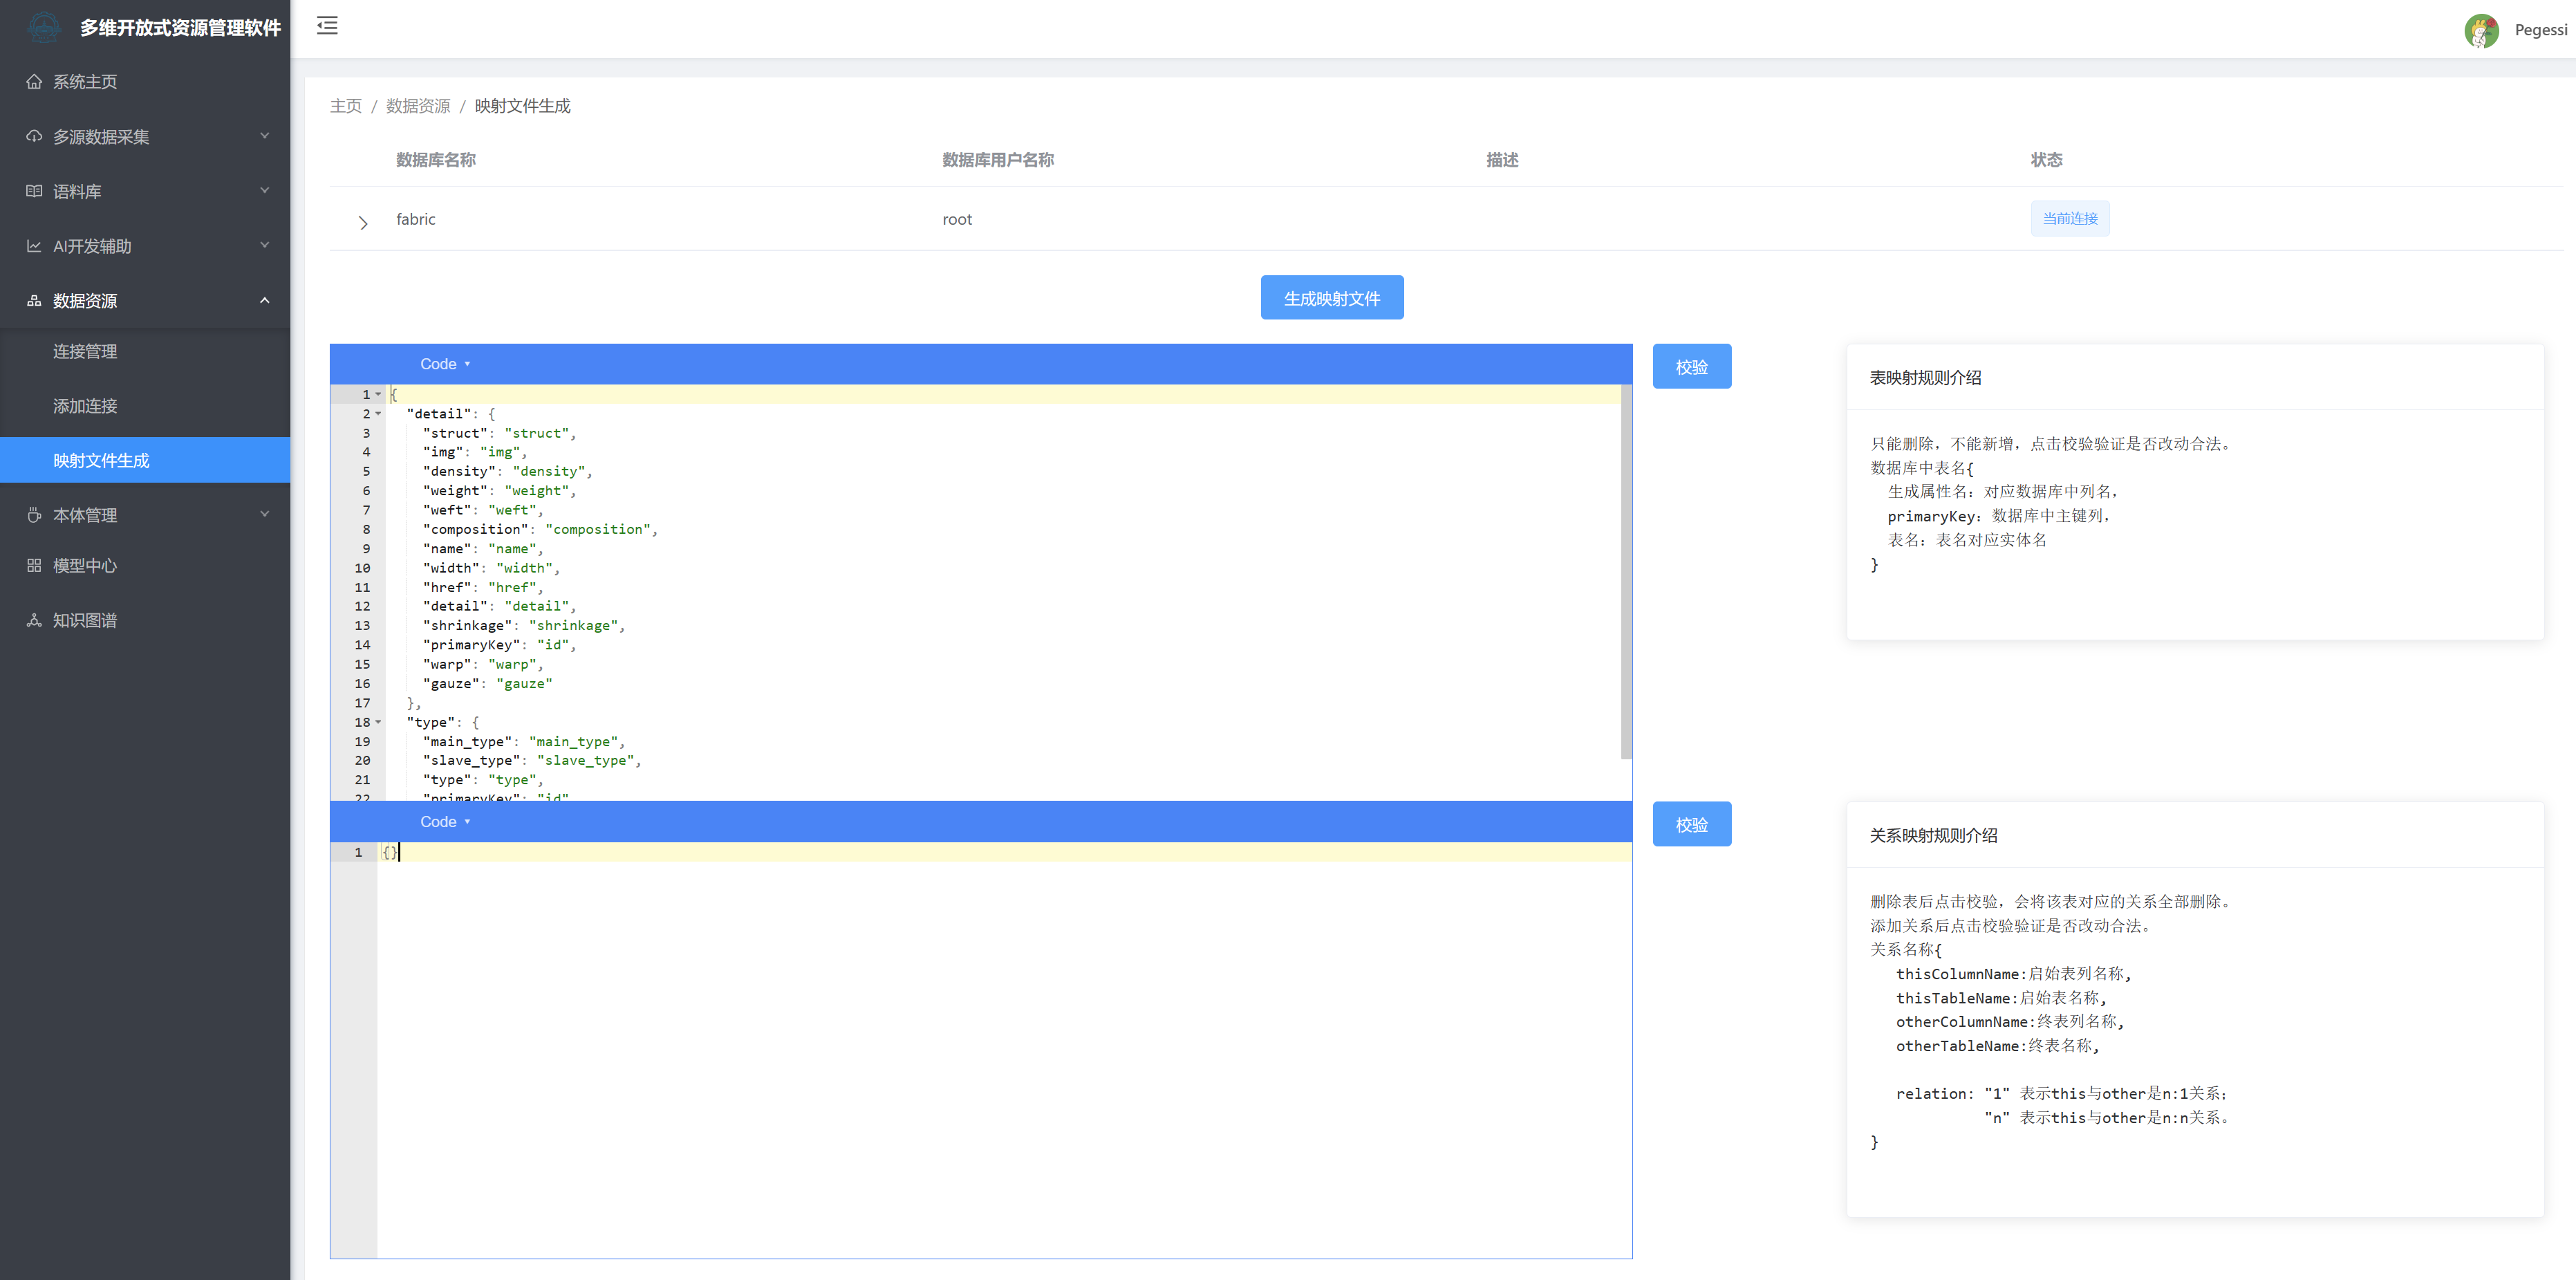 多维开放式资源管理软件
Pegessi
系统主页
多源数据采集
语料库
AI开发辅助
数据资源
连接管理
添加连接
映射文件生成
本体管理
模型中心
知识图谱
主页 / 数据资源 / 映射文件生成
数据库名称 数据库用户名称 描述 状态
fabric root 当前连接
生成映射文件
Code
校验
1 {
2 "detail": {
3 "struct": "struct",
4 "img": "img",
5 "density": "density",
6 "weight": "weight",
7 "weft": "weft",
8 "composition": "composition",
9 "name": "name",
10 "width": "width",
11 "href": "href",
12 "detail": "detail",
13 "shrinkage": "shrinkage",
14 "primaryKey": "id",
15 "warp": "warp",
16 "gauze": "gauze"
17 },
18 "type": {
19 "main_type": "main_type",
20 "slave_type": "slave_type",
21 "type": "type",
22 "primaryKey": "id"
表映射规则介绍
只能删除，不能新增，点击校验验证是否改动合法。
数据库中表名{
生成属性名：对应数据库中列名，
primaryKey：数据库中主键列，
表名：表名对应实体名
}
Code
校验
1 {}
关系映射规则介绍
删除表后点击校验，会将该表对应的关系全部删除。
添加关系后点击校验验证是否改动合法。
关系名称{
thisColumnName:启始表列名称,
thisTableName:启始表名称,
otherColumnName:终表列名称,
otherTableName:终表名称,
relation: "1" 表示this与other是n:1关系；
"n" 表示this与other是n:n关系。
}